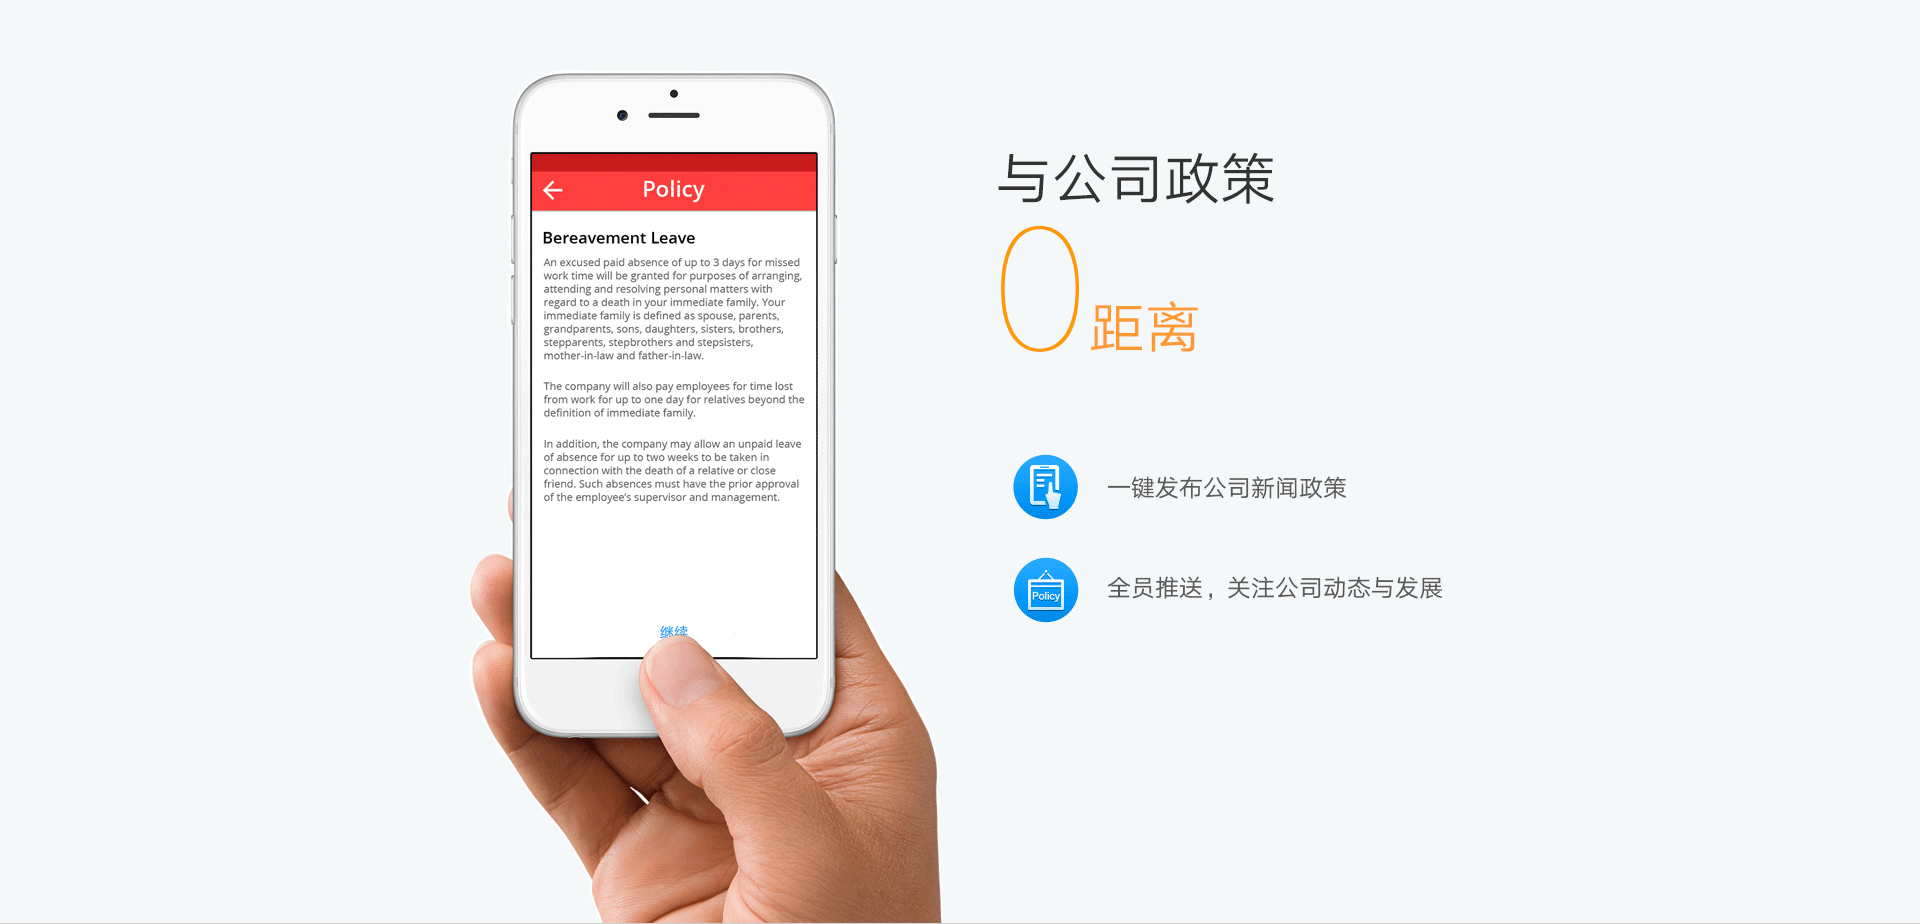 Policy
Bereavement Leave
An excused paid absence of up to 3 days for missed
work time will be granted for purposes of arranging,
attending and resolving personal matters with
regard to a death in your immediate family. Your
immediate family is defined as spouse, parents,
grandparents, sons, daughters, sisters, brothers,
stepparents, stepbrothers and stepsisters,
mother-in-law and father-in-law.
The company will also pay employees for time lost
from work for up to one day for relatives beyond the
definition of immediate family.
In addition, the company may allow an unpaid leave
of absence for up to two weeks to be taken in
connection with the death of a relative or close
friend. Such absences must have the prior approval
of the employee’s supervisor and management.
继续
与公司政策
0距离
一键发布公司新闻政策
Policy
全员推送，关注公司动态与发展